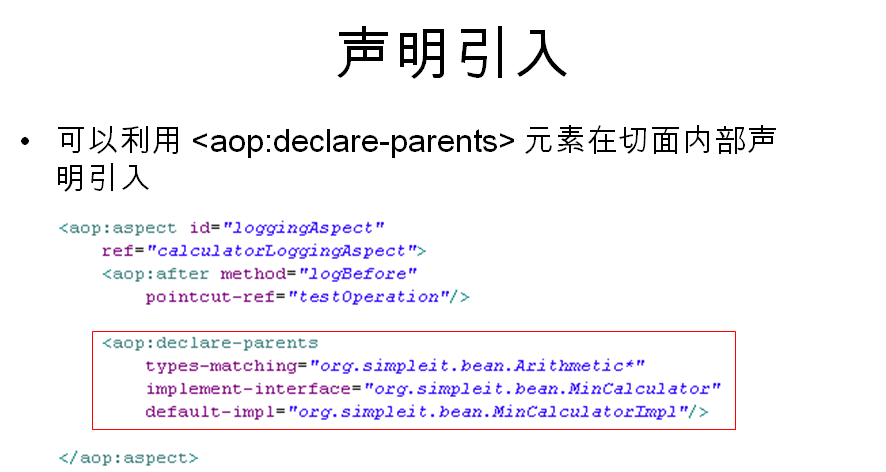 声明引入
• 可以利用 <aop:declare-parents> 元素在切面内部声
明引入
<aop:aspect id="loggingAspect"
ref="calculatorLoggingAspect">
<aop:after method="logBefore"
pointcut-ref="testOperation"/>
<aop:declare-parents
types-matching="org.simpleit.bean.Arithmetic*"
implement-interface="org.simpleit.bean.MinCalculator"
default-impl="org.simpleit.bean.MinCalculatorImpl"/>
</aop:aspect>